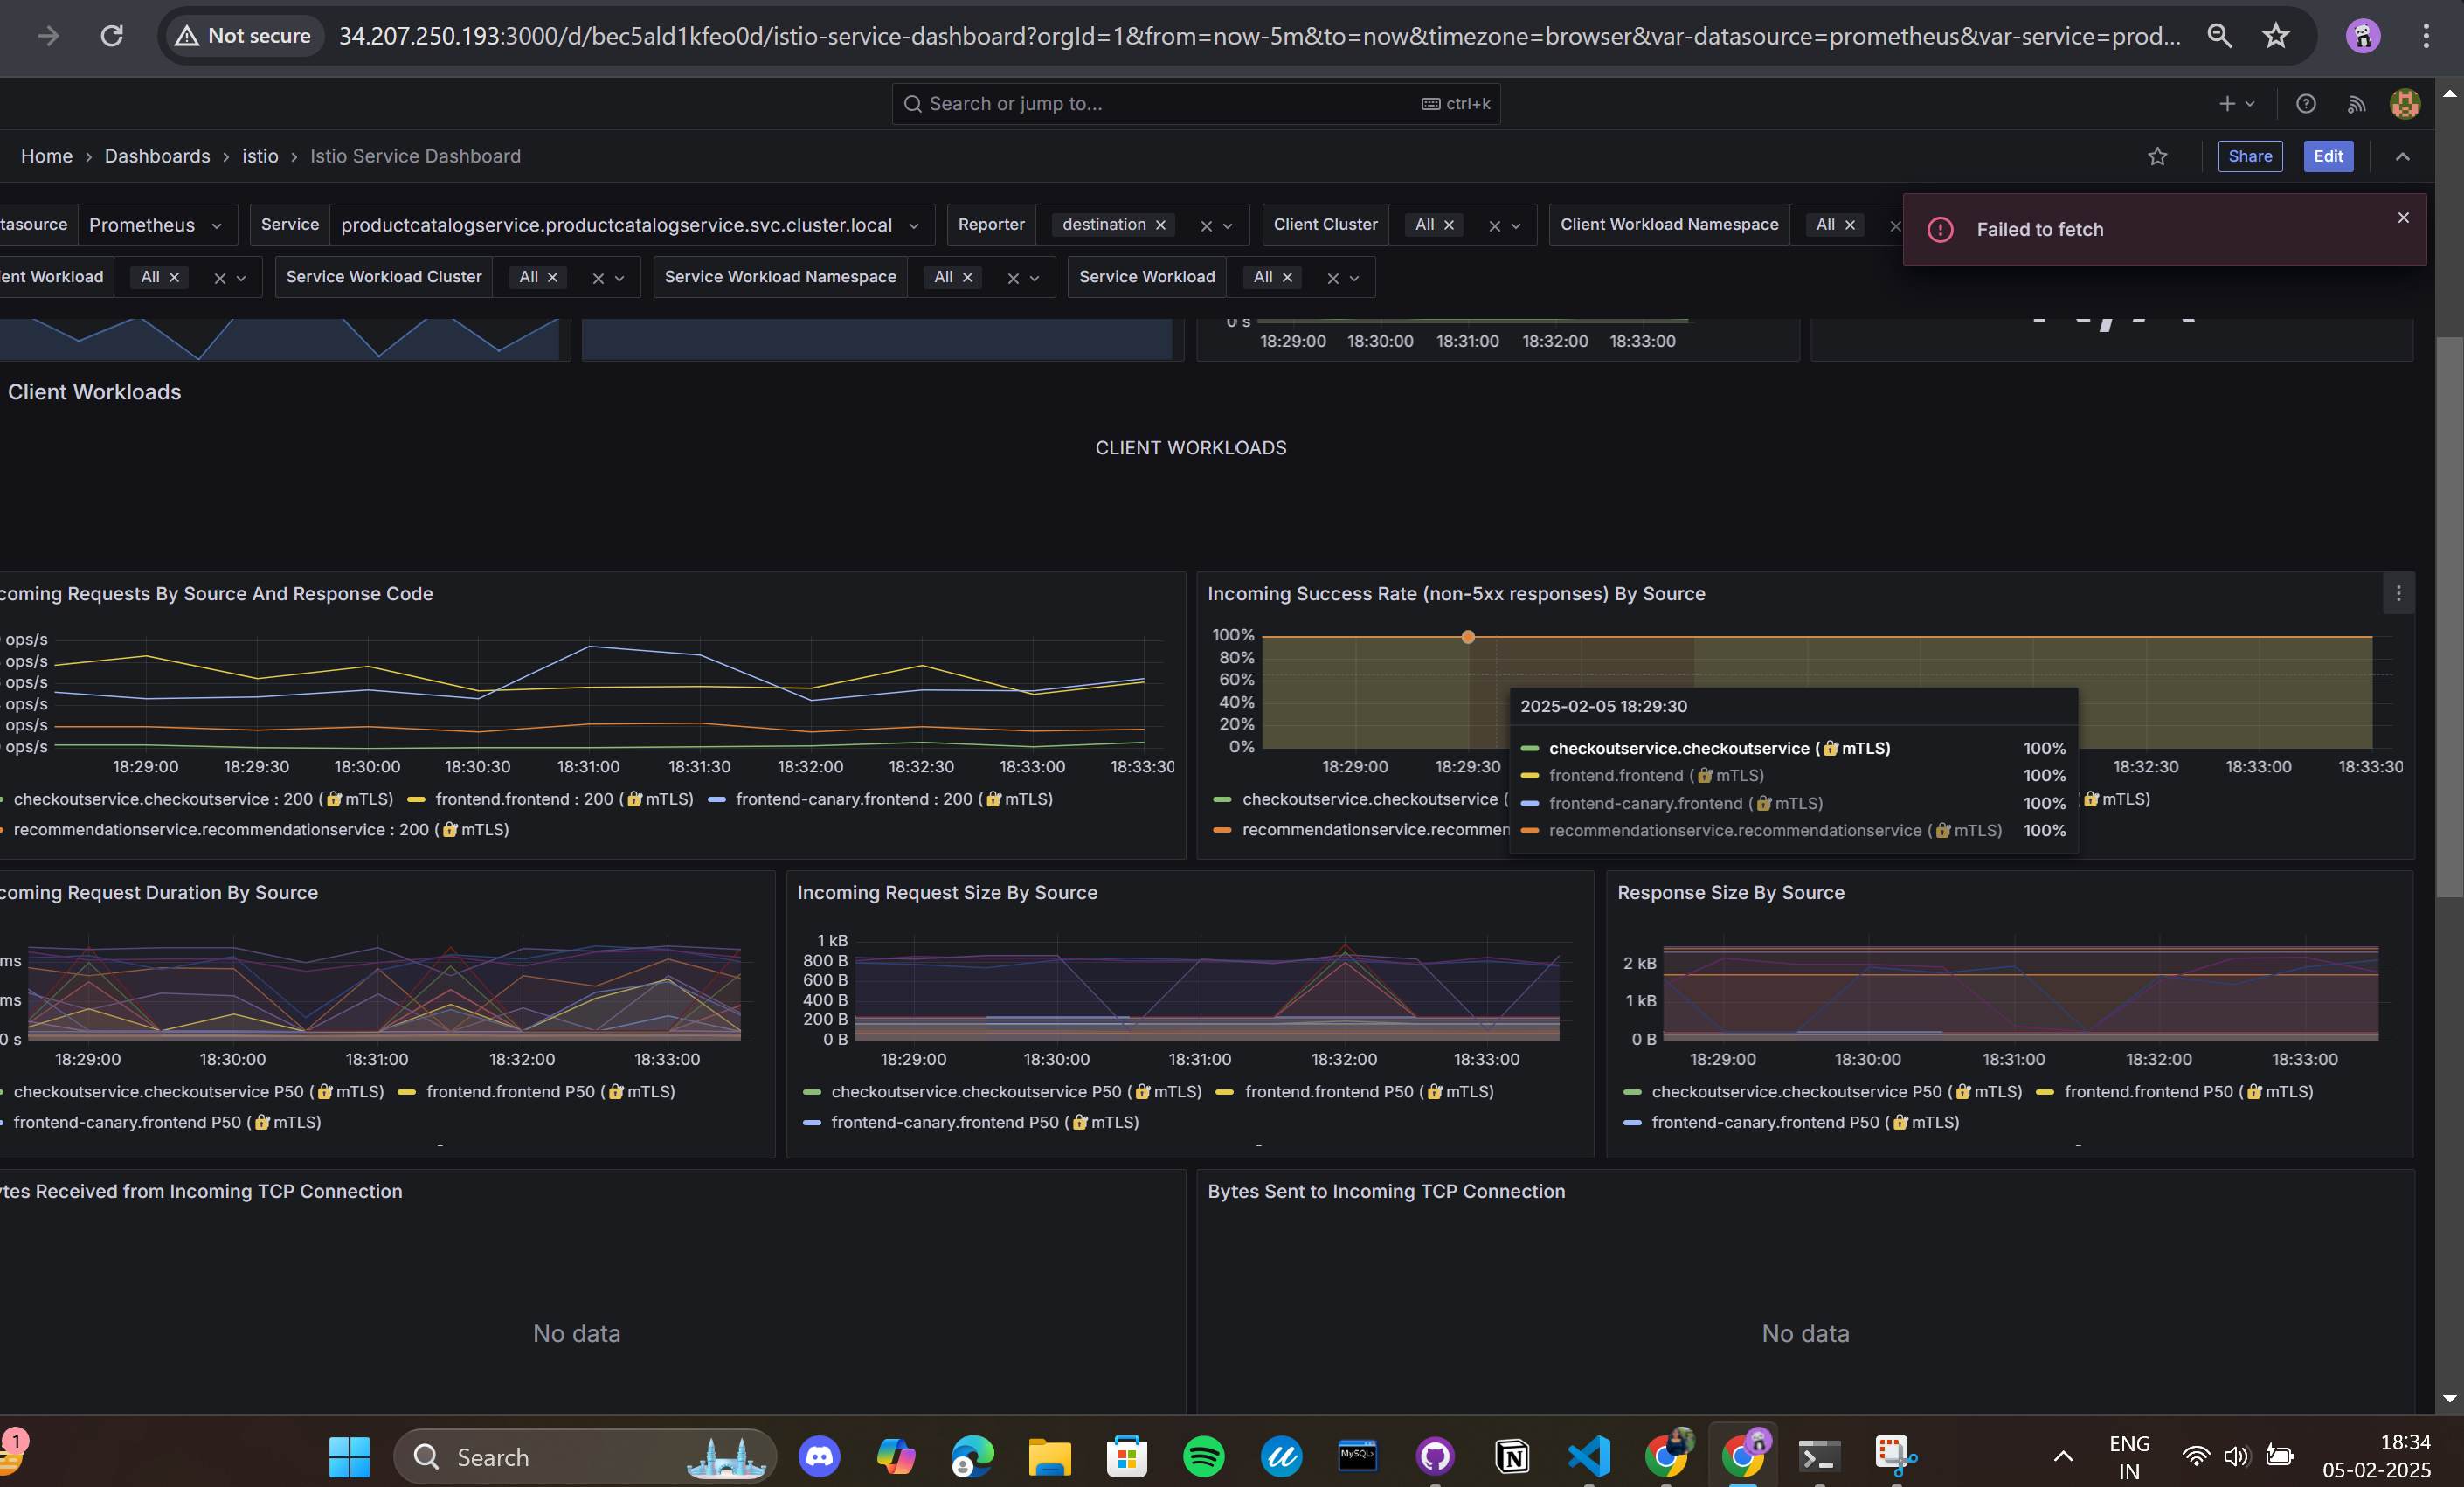 Not secure
34.207.250.193:3000/d/bec5ald1kfeo0d/istio-service-dashboard?orgId=1&from=now-5m&to=now&timezone=browser&var-datasource=prometheus&var-service=prod...
Search or jump to...
ctrl+k
Home › Dashboards › istio › Istio Service Dashboard
Share
Edit
tasource Prometheus
Service productcatalogservice.productcatalogservice.svc.cluster.local
Reporter destination
Client Cluster All
Client Workload Namespace All
Failed to fetch
ent Workload All
Service Workload Cluster All
Service Workload Namespace All
Service Workload All
0 s
18:29:00 18:30:00 18:31:00 18:32:00 18:33:00
Client Workloads
CLIENT WORKLOADS
coming Requests By Source And Response Code
ops/s
ops/s
ops/s
ops/s
ops/s
ops/s
18:29:00 18:29:30 18:30:00 18:30:30 18:31:00 18:31:30 18:32:00 18:32:30 18:33:00 18:33:30
checkoutservice.checkoutservice : 200 (🔐mTLS) frontend.frontend : 200 (🔐mTLS) frontend-canary.frontend : 200 (🔐mTLS)
recommendationservice.recommendationservice : 200 (🔐mTLS)
Incoming Success Rate (non-5xx responses) By Source
100%
80%
60%
40%
20%
0%
18:29:00 18:29:30 18:32:30 18:33:00 18:33:30
checkoutservice.checkoutservice ( 🔐mTLS)
recommendationservice.recommen
2025-02-05 18:29:30
checkoutservice.checkoutservice (🔐mTLS) 100%
frontend.frontend (🔐mTLS) 100%
frontend-canary.frontend (🔐mTLS) 100%
recommendationservice.recommendationservice (🔐mTLS) 100%
coming Request Duration By Source
ms
ms
0 s
18:29:00 18:30:00 18:31:00 18:32:00 18:33:00
checkoutservice.checkoutservice P50 (🔐mTLS) frontend.frontend P50 (🔐mTLS)
frontend-canary.frontend P50 (🔐mTLS)
Incoming Request Size By Source
1 kB
800 B
600 B
400 B
200 B
0 B
18:29:00 18:30:00 18:31:00 18:32:00 18:33:00
checkoutservice.checkoutservice P50 (🔐mTLS) frontend.frontend P50 (🔐mTLS)
frontend-canary.frontend P50 (🔐mTLS)
Response Size By Source
2 kB
1 kB
0 B
18:29:00 18:30:00 18:31:00 18:32:00 18:33:00
checkoutservice.checkoutservice P50 (🔐mTLS) frontend.frontend P50 (🔐mTLS)
frontend-canary.frontend P50 (🔐mTLS)
tes Received from Incoming TCP Connection
No data
Bytes Sent to Incoming TCP Connection
No data
1
Search
MySQL
ENG
IN
18:34
05-02-2025